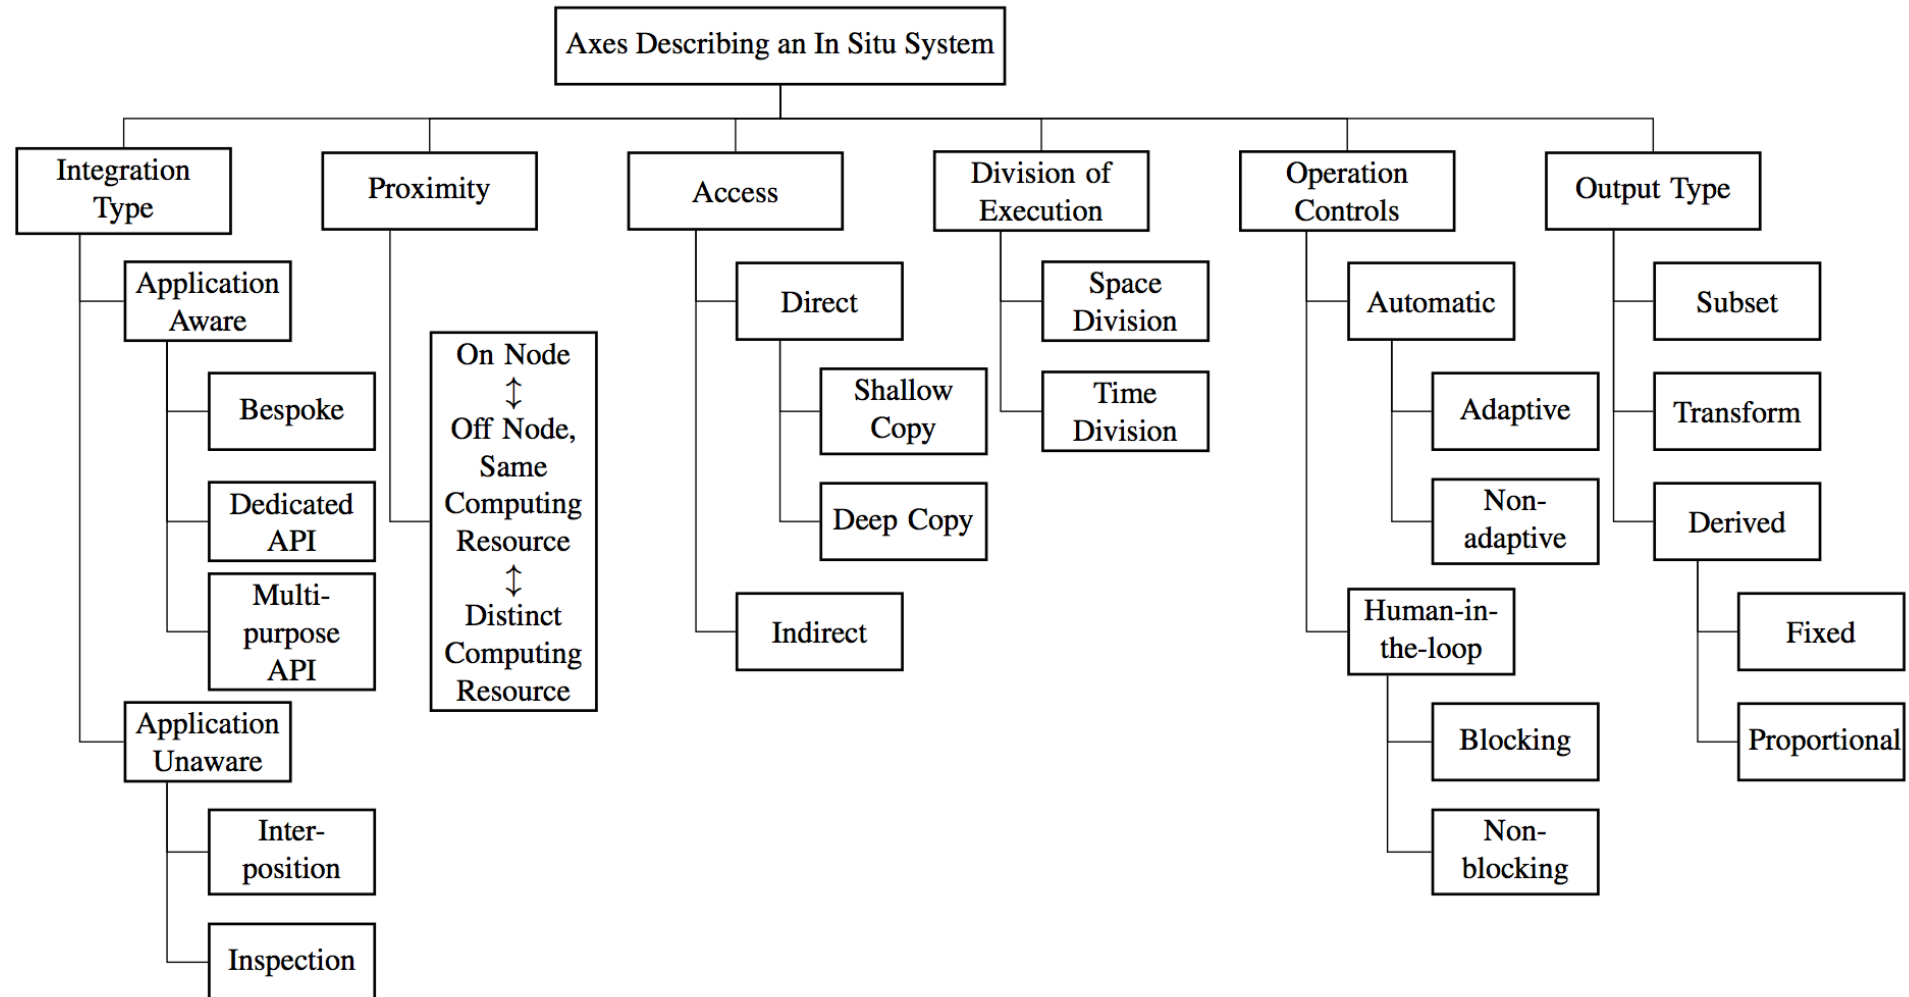 Axes Describing an In Situ System
Integration
Type
Application
Aware
Bespoke
Dedicated
API
Multi-
purpose
API
Application
Unaware
Inter-
position
Inspection
Proximity
On Node
↕
Off Node,
Same
Computing
Resource
↕
Distinct
Computing
Resource
Access
Direct
Shallow
Copy
Deep Copy
Indirect
Division of
Execution
Space
Division
Time
Division
Operation
Controls
Automatic
Adaptive
Non-
adaptive
Human-in-
the-loop
Blocking
Non-
blocking
Output Type
Subset
Transform
Derived
Fixed
Proportional